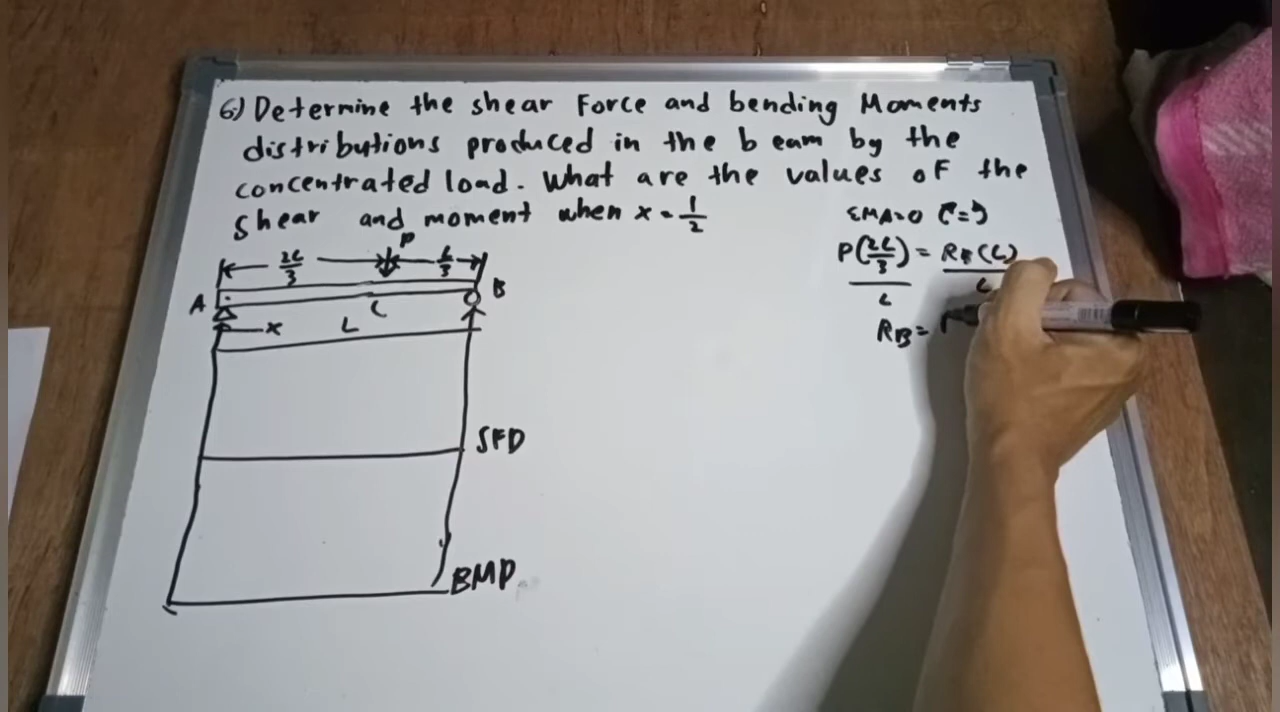 6.) Determine the shear Force and bending Moments
distributions produced in the beam by the
concentrated load. What are the values of the
shear and moment when x = 1/2
ΣMA=0
P(2L/3) = RB(L)
L L
RB =
2L/3 P L/3
A B
x L
SFD
BMD